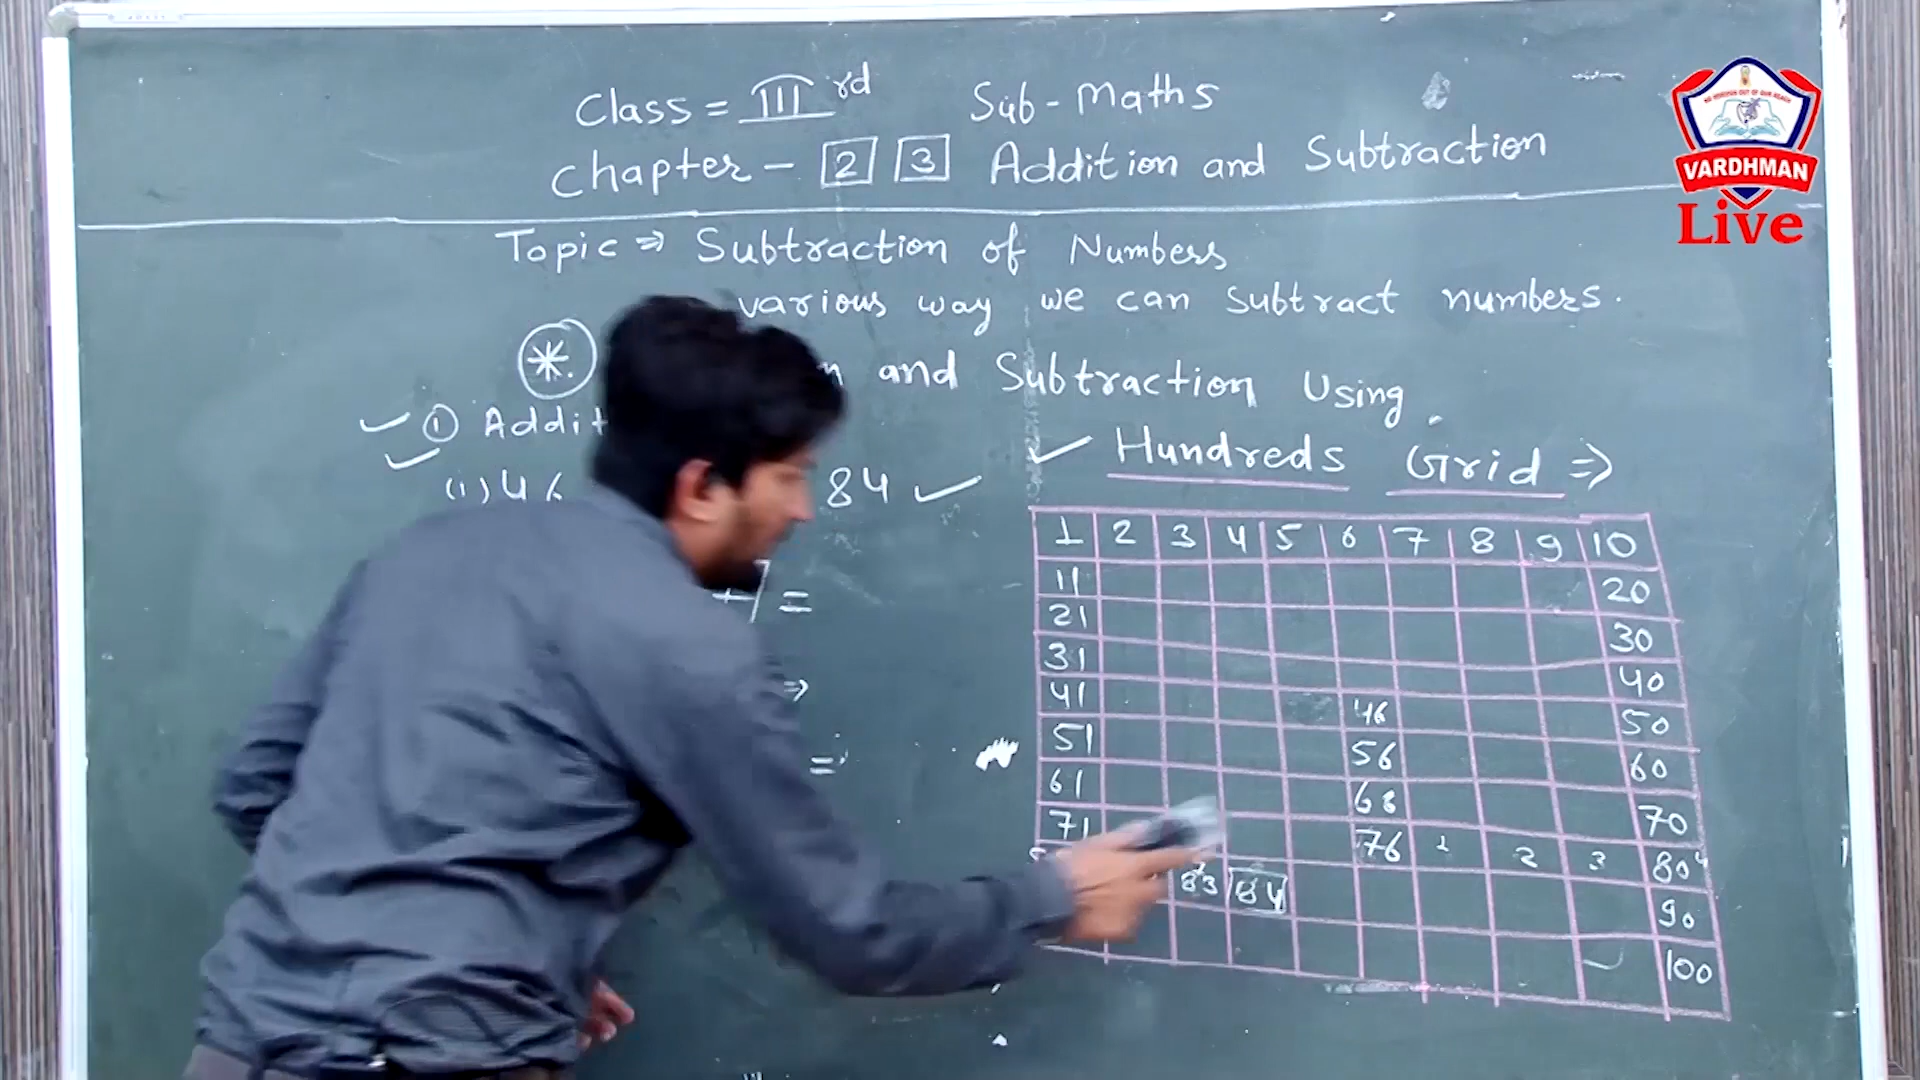 Class = III rd Sub - Maths
Chapter - 2 3 Addition and Subtraction
Topic ⇒ Subtraction of Numbers
various way we can subtract numbers.
and Subtraction Using
① Addit
Hundreds Grid ⇒
(i) 46 84
1 2 3 4 5 6 7 8 9 10
11 20
21 30
31 40
41 46 50
51 56 60
61 66 70
71 76 1 2 3 80 4
83 84 90
100
VARDHMAN
Live